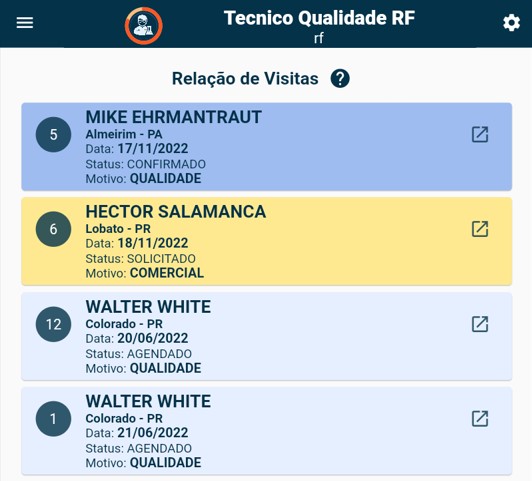 Tecnico Qualidade RF
rf
Relação de Visitas ?
5
MIKE EHRMANTRAUT
Almeirim - PA
Data: 17/11/2022
Status: CONFIRMADO
Motivo: QUALIDADE
6
HECTOR SALAMANCA
Lobato - PR
Data: 18/11/2022
Status: SOLICITADO
Motivo: COMERCIAL
12
WALTER WHITE
Colorado - PR
Data: 20/06/2022
Status: AGENDADO
Motivo: QUALIDADE
1
WALTER WHITE
Colorado - PR
Data: 21/06/2022
Status: AGENDADO
Motivo: QUALIDADE